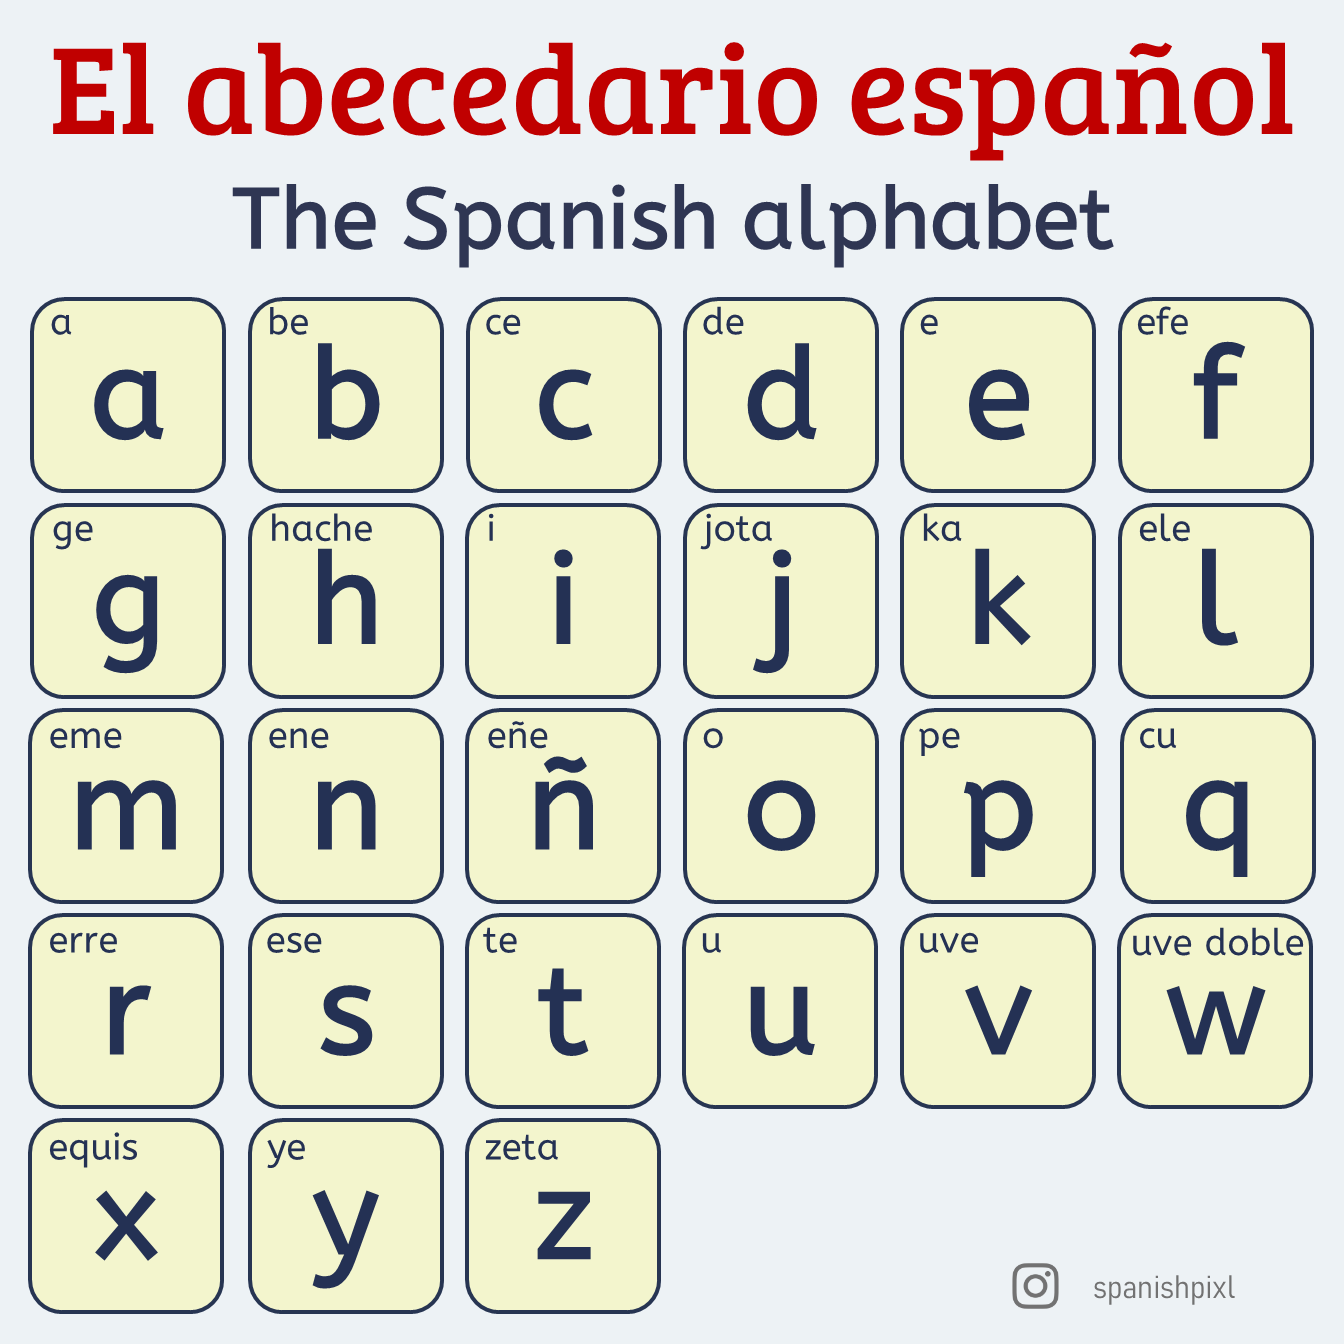 El abecedario español
The Spanish alphabet
a be ce de e efe
a b c d e f
ge hache i jota ka ele
g h i j k l
eme ene eñe o pe cu
m n ñ o p q
erre ese te u uve uve doble
r s t u v w
equis ye zeta
x y z
spanishpixl